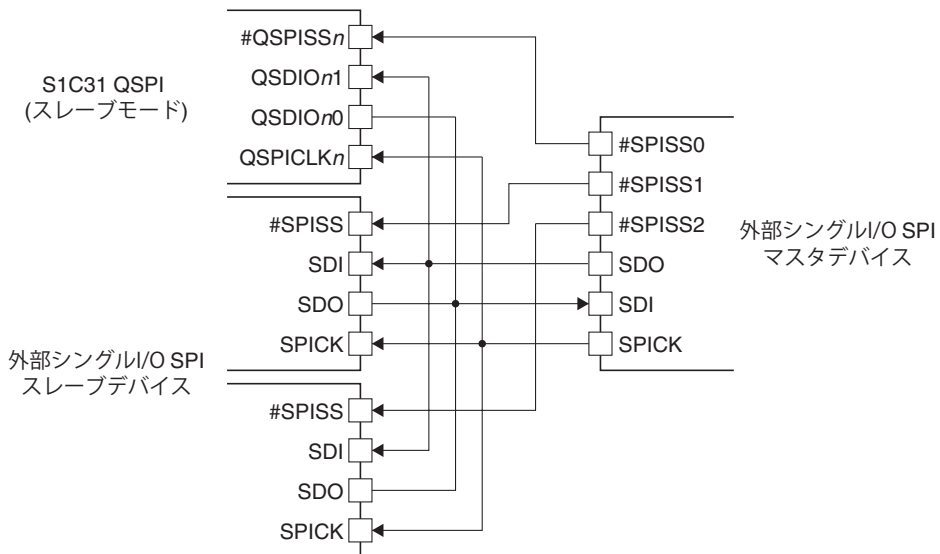 S1C31 QSPI
(スレーブモード)
#QSPISSn
QSDIOn1
QSDIOn0
QSPICLKn
外部シングルI/O SPI
スレーブデバイス
#SPISS
SDI
SDO
SPICK
#SPISS
SDI
SDO
SPICK
#SPISS0
#SPISS1
#SPISS2
SDO
SDI
SPICK
外部シングルI/O SPI
マスタデバイス